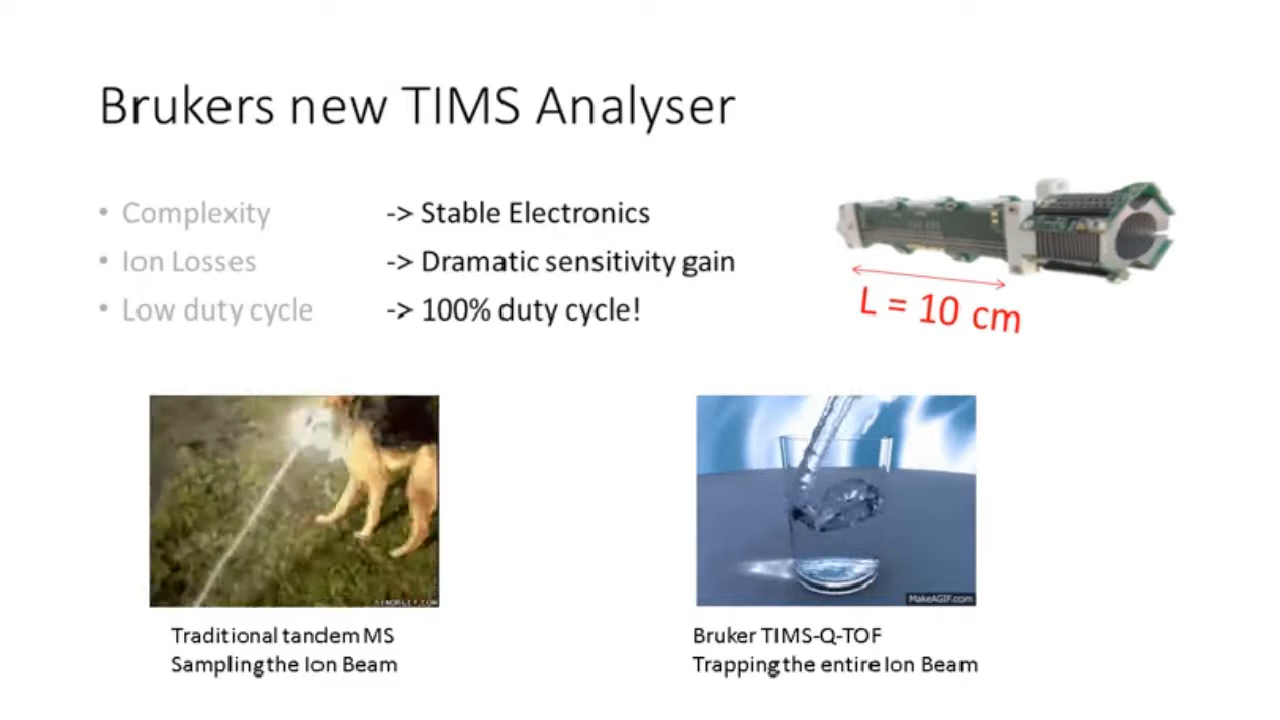 Brukers new TIMS Analyser
• Complexity -> Stable Electronics
• Ion Losses -> Dramatic sensitivity gain
• Low duty cycle -> 100% duty cycle!
L = 10 cm
MakeAGIF.com
Traditional tandem MS
Sampling the Ion Beam
Bruker TIMS-Q-TOF
Trapping the entire Ion Beam